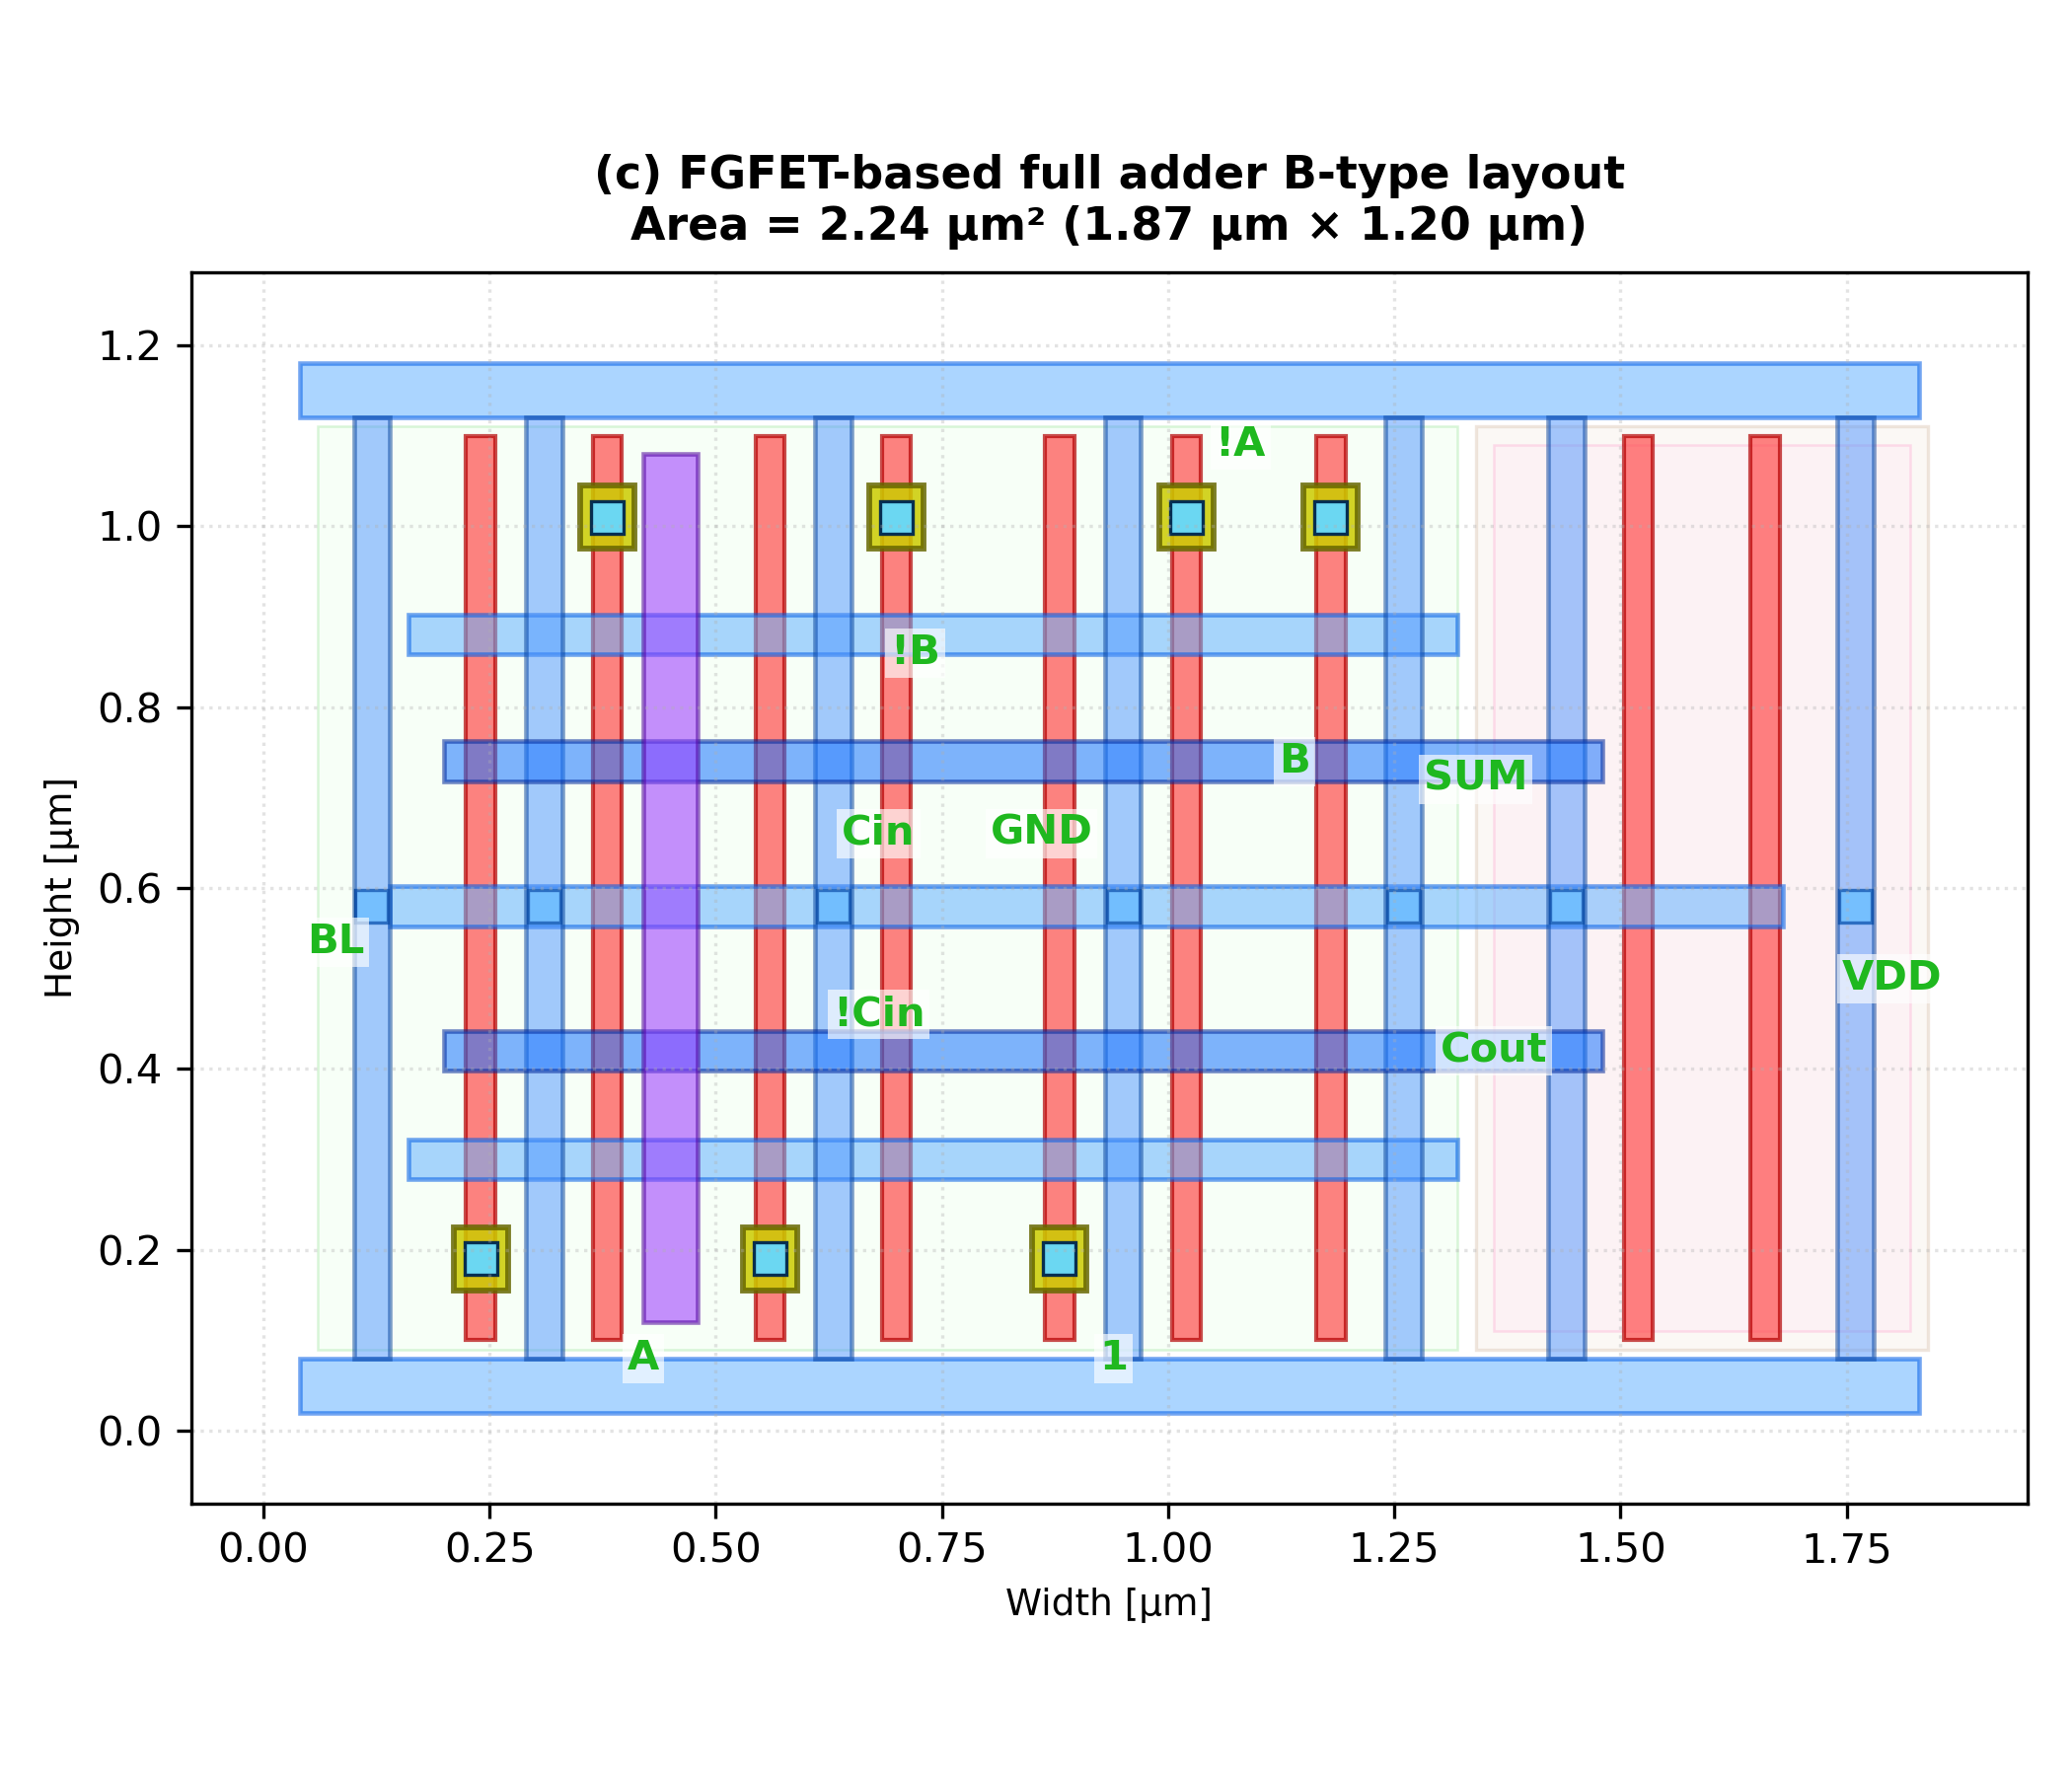 (c) FGFET-based full adder B-type layout
Area = 2.24 μm² (1.87 μm × 1.20 μm)
1.2
1.0
0.8
0.6
0.4
0.2
0.0
Height [μm]
!A
!B
B
SUM
Cin
GND
BL
VDD
!Cin
Cout
A
1
0.00
0.25
0.50
0.75
1.00
1.25
1.50
1.75
Width [μm]